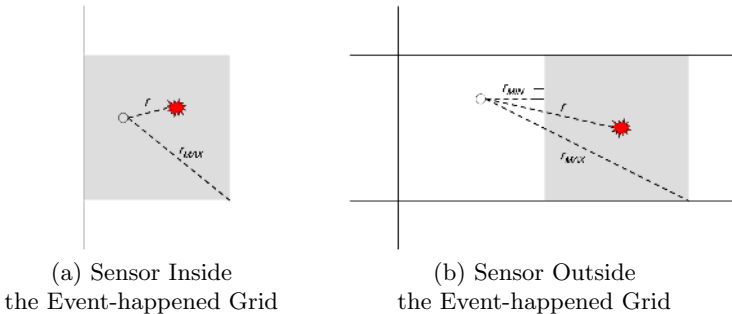 r
rMAX
rMIN
r
rMAX
(a) Sensor Inside
the Event-happened Grid
(b) Sensor Outside
the Event-happened Grid